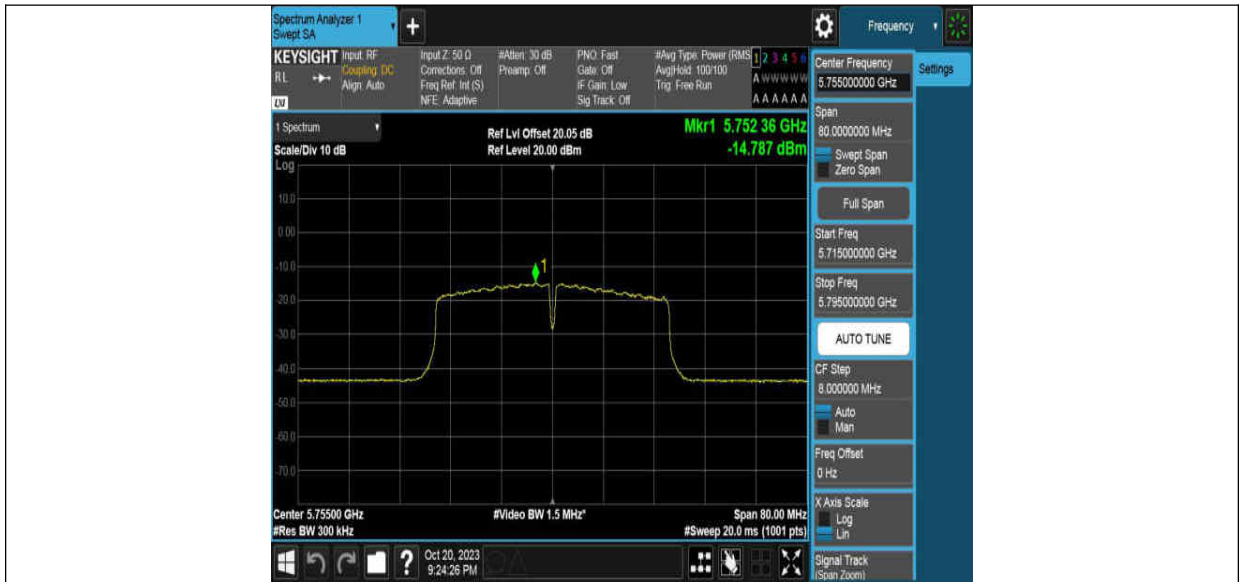 Spectrum Analyzer 1
Swept SA
+
Frequency
KEYSIGHT
RL
LXI
Input: RF
Coupling: DC
Align: Auto
Input Z: 50 Ω
Corrections: Off
Freq Ref: Int (S)
NFE: Adaptive
#Atten: 30 dB
Preamp: Off
PNO: Fast
Gate: Off
IF Gain: Low
Sig Track: Off
#Avg Type: Power (RMS
Avg|Hold: 100/100
Trig: Free Run
1 2 3 4 5 6
A W W W W W
A A A A A A
1 Spectrum
Scale/Div 10 dB
Ref Lvl Offset 20.05 dB
Ref Level 20.00 dBm
Mkr1 5.752 36 GHz
-14.787 dBm
Log
10.0
0.00
-10.0
-20.0
-30.0
-40.0
-50.0
-60.0
-70.0
1
Center 5.75500 GHz
#Res BW 300 kHz
#Video BW 1.5 MHz*
Span 80.00 MHz
#Sweep 20.0 ms (1001 pts)
?
Oct 20, 2023
9:24:26 PM
Center Frequency
5.755000000 GHz
Settings
Span
80.0000000 MHz
Swept Span
Zero Span
Full Span
Start Freq
5.715000000 GHz
Stop Freq
5.795000000 GHz
AUTO TUNE
CF Step
8.000000 MHz
Auto
Man
Freq Offset
0 Hz
X Axis Scale
Log
Lin
Signal Track
(Span Zoom)